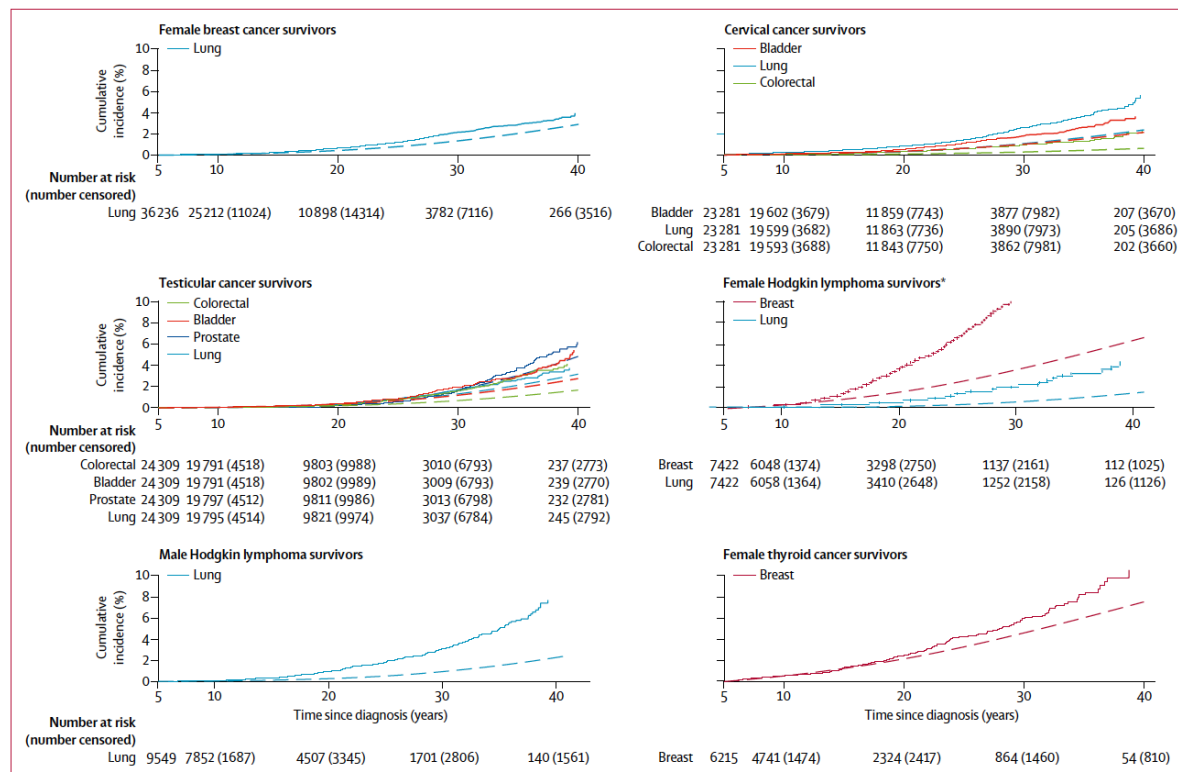 Female breast cancer survivors
Lung
Cumulative
incidence (%)
10
8
6
4
2
0
5 10 20 30 40
Number at risk
(number censored)
Lung 36 236 25 212 (11 024) 10 898 (14 314) 3782 (7116) 266 (3516)
Cervical cancer survivors
Bladder
Lung
Colorectal
5 10 20 30 40
Bladder 23 281 19 602 (3679) 11 859 (7743) 3877 (7982) 207 (3670)
Lung 23 281 19 599 (3682) 11 863 (7736) 3890 (7973) 205 (3686)
Colorectal 23 281 19 593 (3688) 11 843 (7750) 3862 (7981) 202 (3660)
Testicular cancer survivors
Colorectal
Bladder
Prostate
Lung
Cumulative
incidence (%)
10
8
6
4
2
0
5 10 20 30 40
Number at risk
(number censored)
Colorectal 24 309 19 791 (4518) 9803 (9988) 3010 (6793) 237 (2773)
Bladder 24 309 19 791 (4518) 9802 (9989) 3009 (6793) 239 (2770)
Prostate 24 309 19 797 (4512) 9811 (9986) 3013 (6798) 232 (2781)
Lung 24 309 19 795 (4514) 9821 (9974) 3037 (6784) 245 (2792)
Female Hodgkin lymphoma survivors*
Breast
Lung
5 10 20 30 40
Breast 7422 6048 (1374) 3298 (2750) 1137 (2161) 112 (1025)
Lung 7422 6058 (1364) 3410 (2648) 1252 (2158) 126 (1126)
Male Hodgkin lymphoma survivors
Lung
Cumulative
incidence (%)
10
8
6
4
2
0
5 10 20 30 40
Time since diagnosis (years)
Number at risk
(number censored)
Lung 9549 7852 (1687) 4507 (3345) 1701 (2806) 140 (1561)
Female thyroid cancer survivors
Breast
5 10 20 30 40
Time since diagnosis (years)
Breast 6215 4741 (1474) 2324 (2417) 864 (1460) 54 (810)